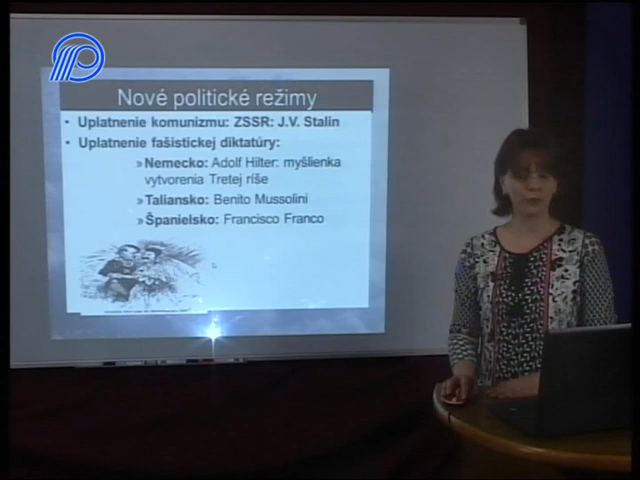 Nové politické režimy
• Uplatnenie komunizmu: ZSSR: J.V. Stalin
• Uplatnenie fašistickej diktatúry:
»Nemecko: Adolf Hilter: myšlienka
vytvorenia Tretej ríše
»Taliansko: Benito Mussolini
»Španielsko: Francisco Franco